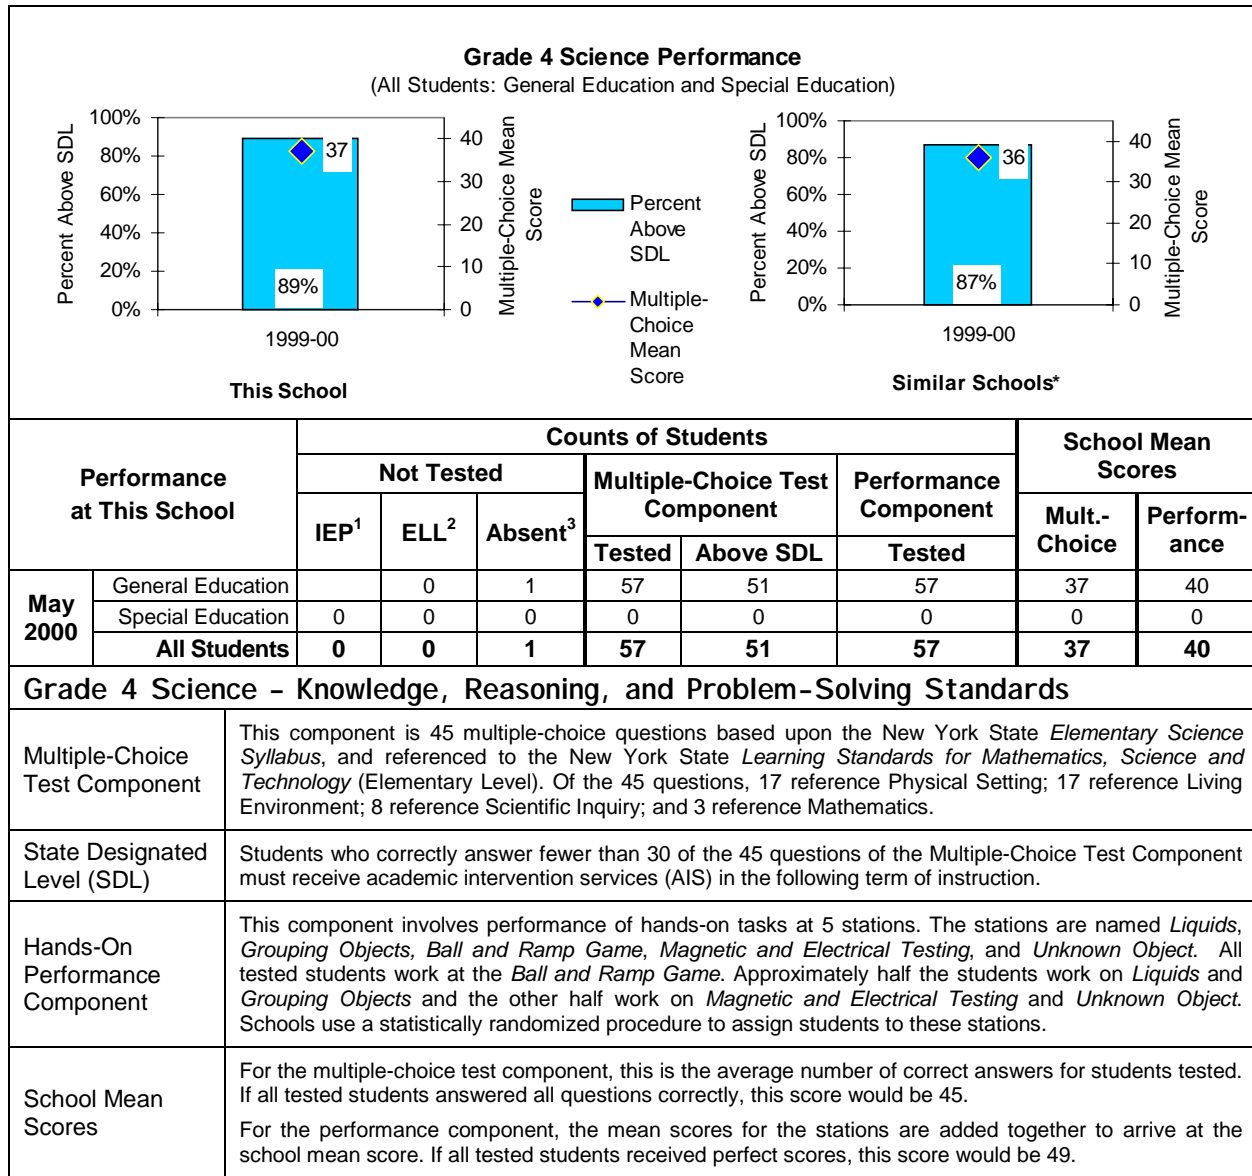 Grade 4 Science Performance
(All Students: General Education and Special Education)
Percent Above SDL
100%
80%
60%
40%
20%
0%
37
89%
40
30
20
10
0
Multiple-Choice Mean
Score
1999-00
This School
Percent
Above
SDL
Multiple-
Choice
Mean
Score
Percent Above SDL
100%
80%
60%
40%
20%
0%
36
87%
40
30
20
10
0
Multiple-Choice Mean
Score
1999-00
Similar Schools*
Performance
at This School
Counts of Students
School Mean
Scores
Not Tested
Multiple-Choice Test
Component
Performance
Component
IEP1 ELL2 Absent3
Mult.-
Choice
Perform-
ance
Tested Above SDL Tested
May
2000
General Education 0 1 57 51 57 37 40
Special Education 0 0 0 0 0 0 0 0
All Students 0 0 1 57 51 57 37 40
Grade 4 Science – Knowledge, Reasoning, and Problem-Solving Standards
Multiple-Choice
Test Component
This component is 45 multiple-choice questions based upon the New York State Elementary Science
Syllabus, and referenced to the New York State Learning Standards for Mathematics, Science and
Technology (Elementary Level). Of the 45 questions, 17 reference Physical Setting; 17 reference Living
Environment; 8 reference Scientific Inquiry; and 3 reference Mathematics.
State Designated
Level (SDL)
Students who correctly answer fewer than 30 of the 45 questions of the Multiple-Choice Test Component
must receive academic intervention services (AIS) in the following term of instruction.
Hands-On
Performance
Component
This component involves performance of hands-on tasks at 5 stations. The stations are named Liquids,
Grouping Objects, Ball and Ramp Game, Magnetic and Electrical Testing, and Unknown Object. All
tested students work at the Ball and Ramp Game. Approximately half the students work on Liquids and
Grouping Objects and the other half work on Magnetic and Electrical Testing and Unknown Object.
Schools use a statistically randomized procedure to assign students to these stations.
School Mean
Scores
For the multiple-choice test component, this is the average number of correct answers for students tested.
If all tested students answered all questions correctly, this score would be 45.
For the performance component, the mean scores for the stations are added together to arrive at the
school mean score. If all tested students received perfect scores, this score would be 49.